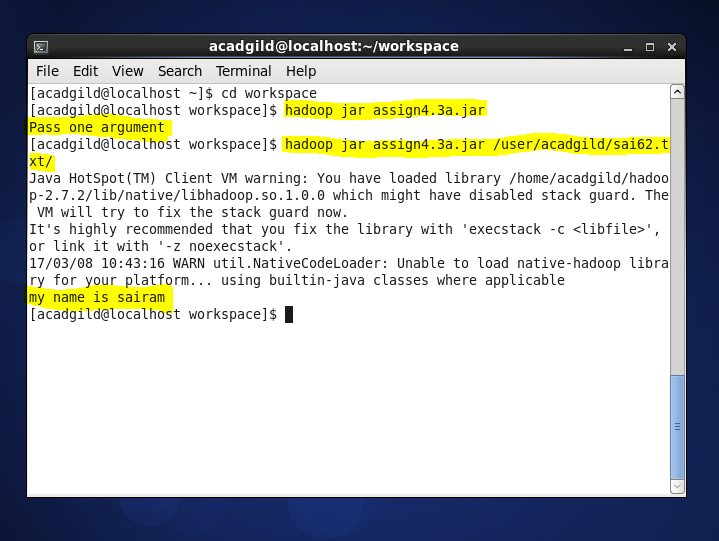 acadgild@localhost:~/workspace
File Edit View Search Terminal Help
[acadgild@localhost ~]$ cd workspace
[acadgild@localhost workspace]$ hadoop jar assign4.3a.jar
Pass one argument
[acadgild@localhost workspace]$ hadoop jar assign4.3a.jar /user/acadgild/sai62.t
xt/
Java HotSpot(TM) Client VM warning: You have loaded library /home/acadgild/hadoo
p-2.7.2/lib/native/libhadoop.so.1.0.0 which might have disabled stack guard. The
 VM will try to fix the stack guard now.
It's highly recommended that you fix the library with 'execstack -c <libfile>',
or link it with '-z noexecstack'.
17/03/08 10:43:16 WARN util.NativeCodeLoader: Unable to load native-hadoop libra
ry for your platform... using builtin-java classes where applicable
my name is sairam
[acadgild@localhost workspace]$